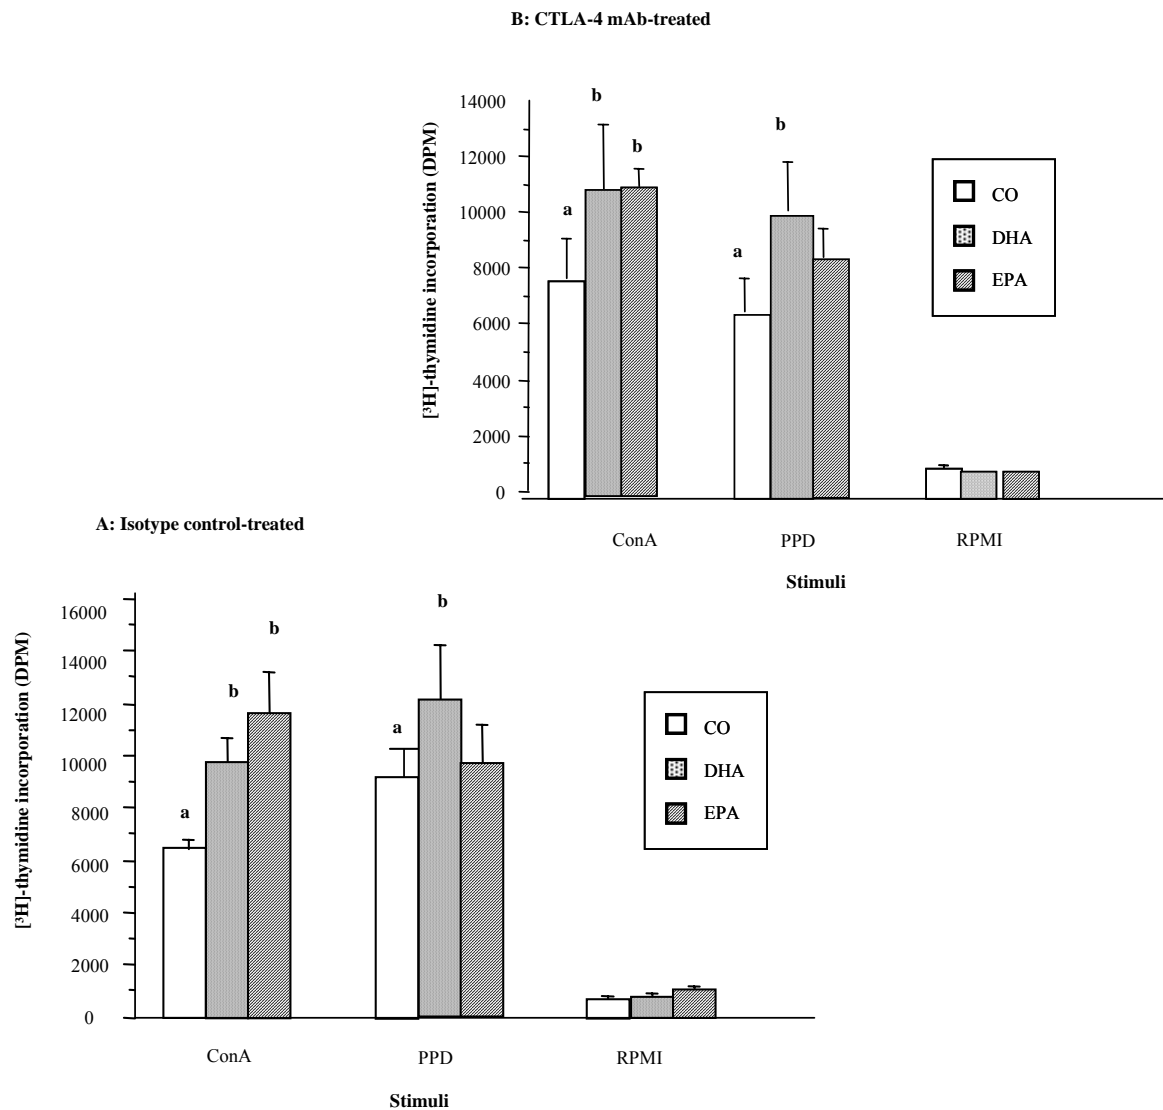 B: CTLA-4 mAb-treated
[³H]-thymidine incorporation (DPM)
14000
12000
10000
8000
6000
4000
2000
0
b
b
a
b
a
CO
DHA
EPA
ConA
PPD
RPMI
Stimuli
A: Isotype control-treated
[³H]-thymidine incorporation (DPM)
16000
14000
12000
10000
8000
6000
4000
2000
0
b
b
b
a
a
CO
DHA
EPA
ConA
PPD
RPMI
Stimuli